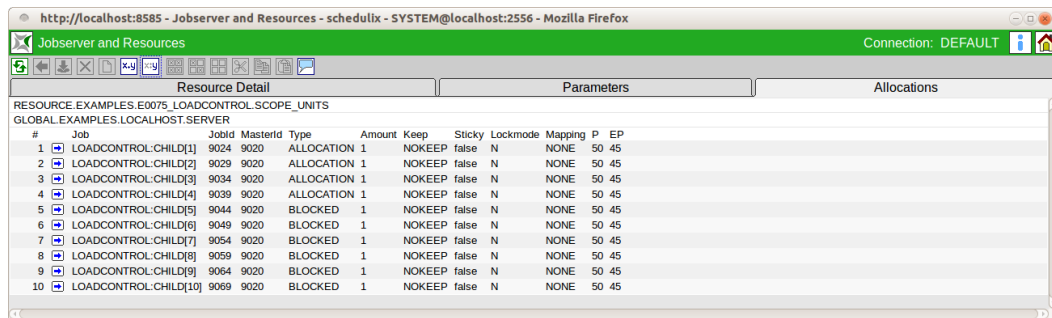 http://localhost:8585 - Jobserver and Resources - schedulix - SYSTEM@localhost:2556 - Mozilla Firefox
Jobserver and Resources Connection: DEFAULT
x.y x:y
Resource Detail Parameters Allocations
RESOURCE.EXAMPLES.E0075_LOADCONTROL.SCOPE_UNITS
GLOBAL.EXAMPLES.LOCALHOST.SERVER
# Job JobId MasterId Type Amount Keep Sticky Lockmode Mapping P EP
1 LOADCONTROL:CHILD[1] 9024 9020 ALLOCATION 1 NOKEEP false N NONE 50 45
2 LOADCONTROL:CHILD[2] 9029 9020 ALLOCATION 1 NOKEEP false N NONE 50 45
3 LOADCONTROL:CHILD[3] 9034 9020 ALLOCATION 1 NOKEEP false N NONE 50 45
4 LOADCONTROL:CHILD[4] 9039 9020 ALLOCATION 1 NOKEEP false N NONE 50 45
5 LOADCONTROL:CHILD[5] 9044 9020 BLOCKED 1 NOKEEP false N NONE 50 45
6 LOADCONTROL:CHILD[6] 9049 9020 BLOCKED 1 NOKEEP false N NONE 50 45
7 LOADCONTROL:CHILD[7] 9054 9020 BLOCKED 1 NOKEEP false N NONE 50 45
8 LOADCONTROL:CHILD[8] 9059 9020 BLOCKED 1 NOKEEP false N NONE 50 45
9 LOADCONTROL:CHILD[9] 9064 9020 BLOCKED 1 NOKEEP false N NONE 50 45
10 LOADCONTROL:CHILD[10] 9069 9020 BLOCKED 1 NOKEEP false N NONE 50 45